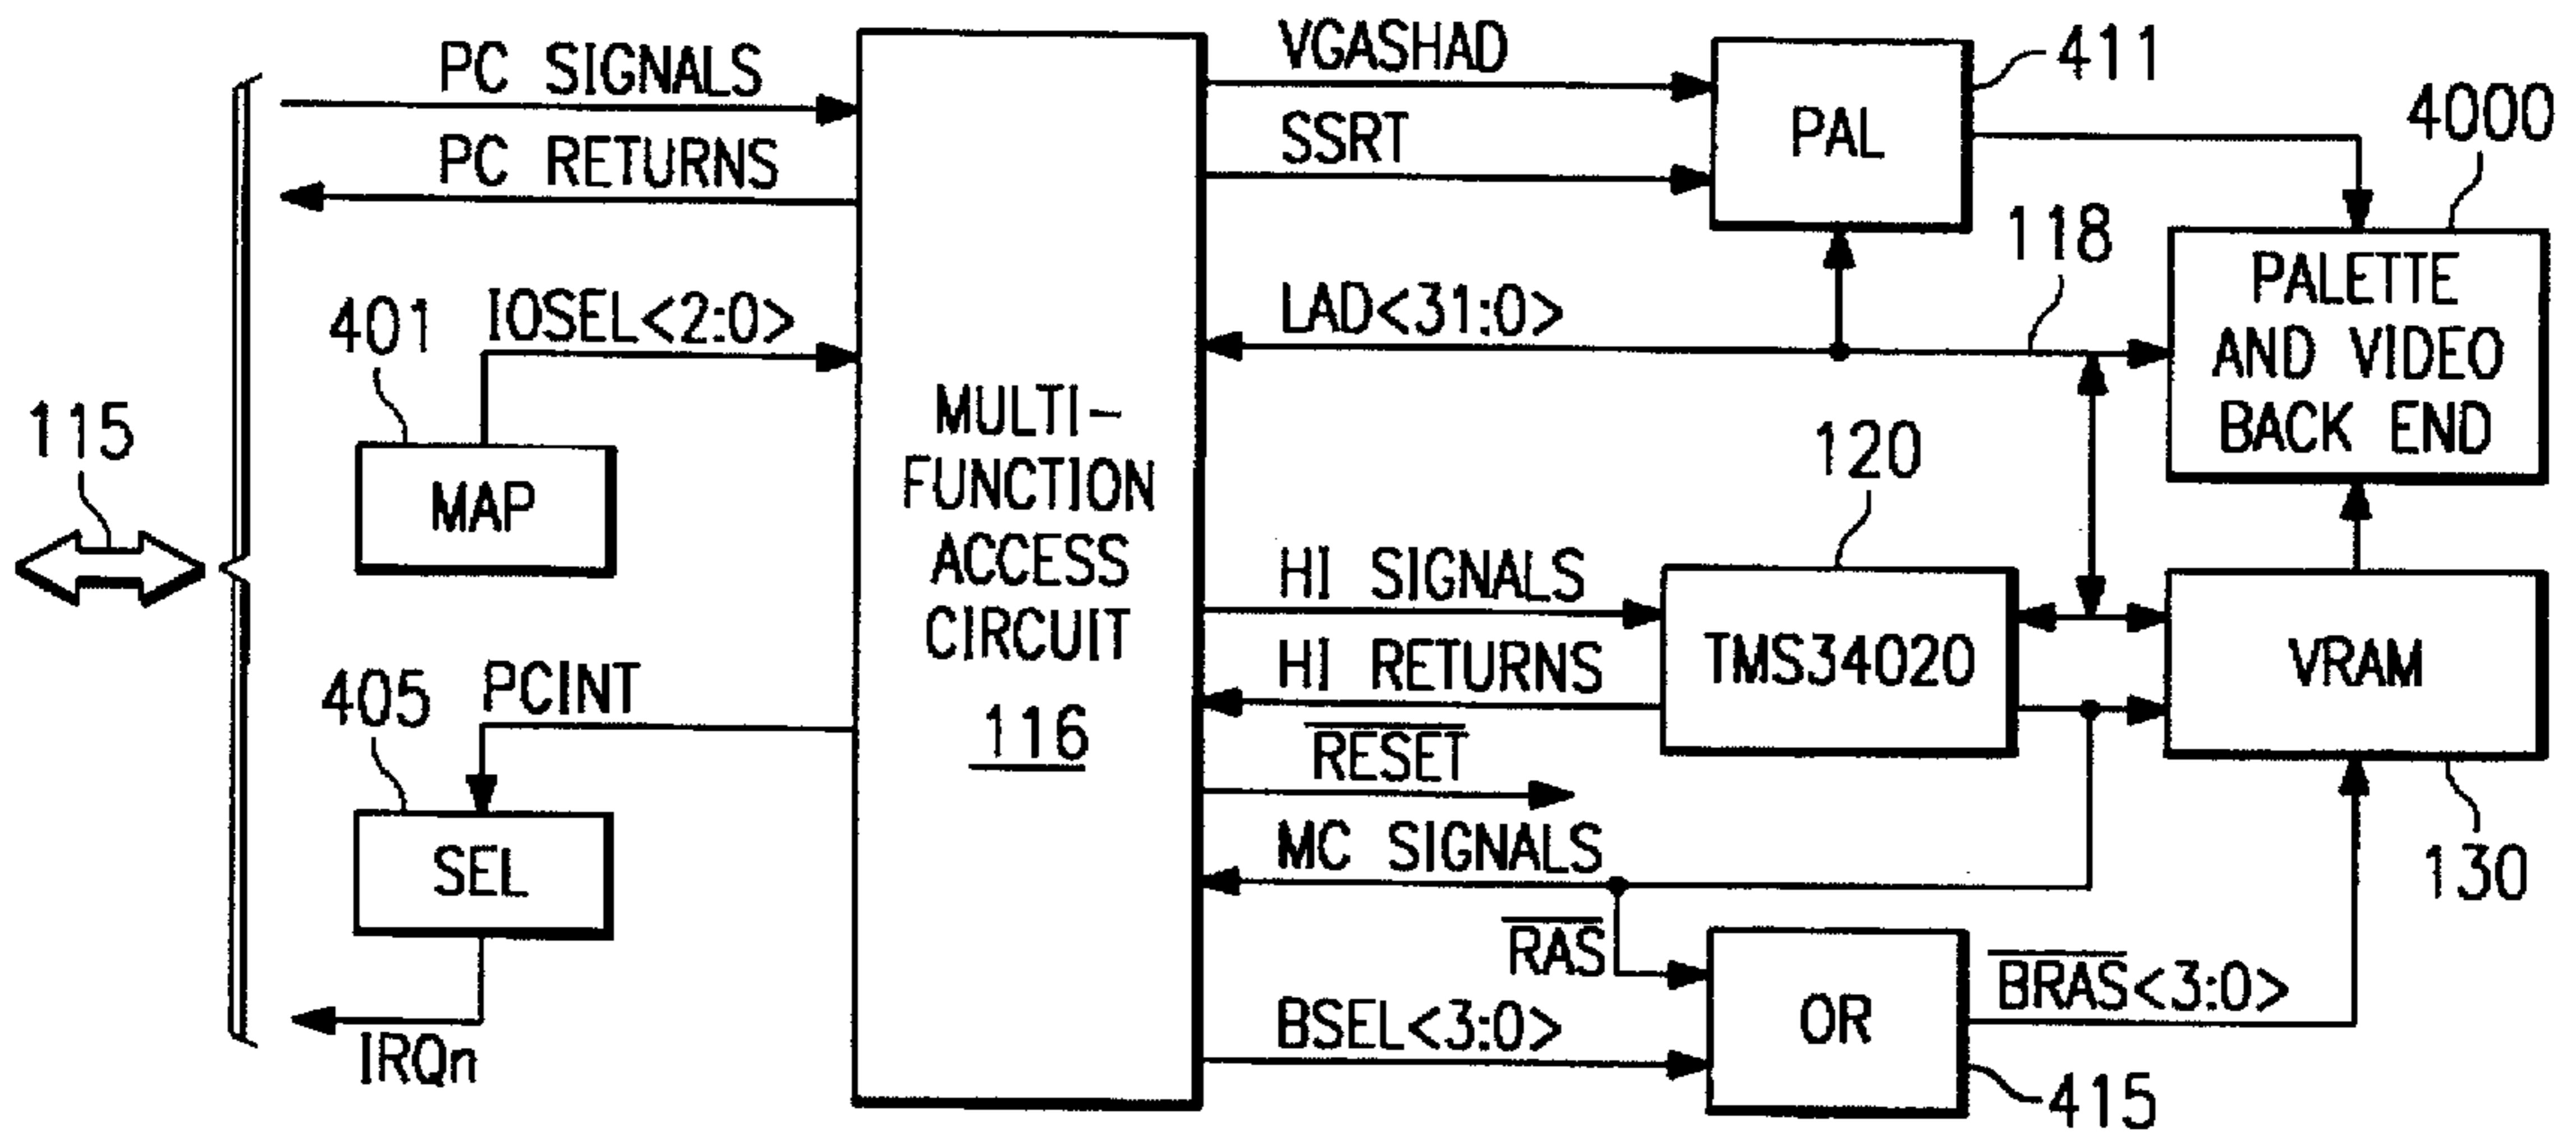 PC SIGNALS
PC RETURNS
401
IOSEL<2:0>
MAP
115
405
PCINT
SEL
IRQn
MULTI-
FUNCTION
ACCESS
CIRCUIT
116
VGASHAD
SSRT
PAL
411
4000
118
LAD<31:0>
PALETTE
AND VIDEO
BACK END
120
HI SIGNALS
HI RETURNS
TMS34020
VRAM
130
RESET
MC SIGNALS
RAS
BSEL<3:0>
OR
BRAS<3:0>
415